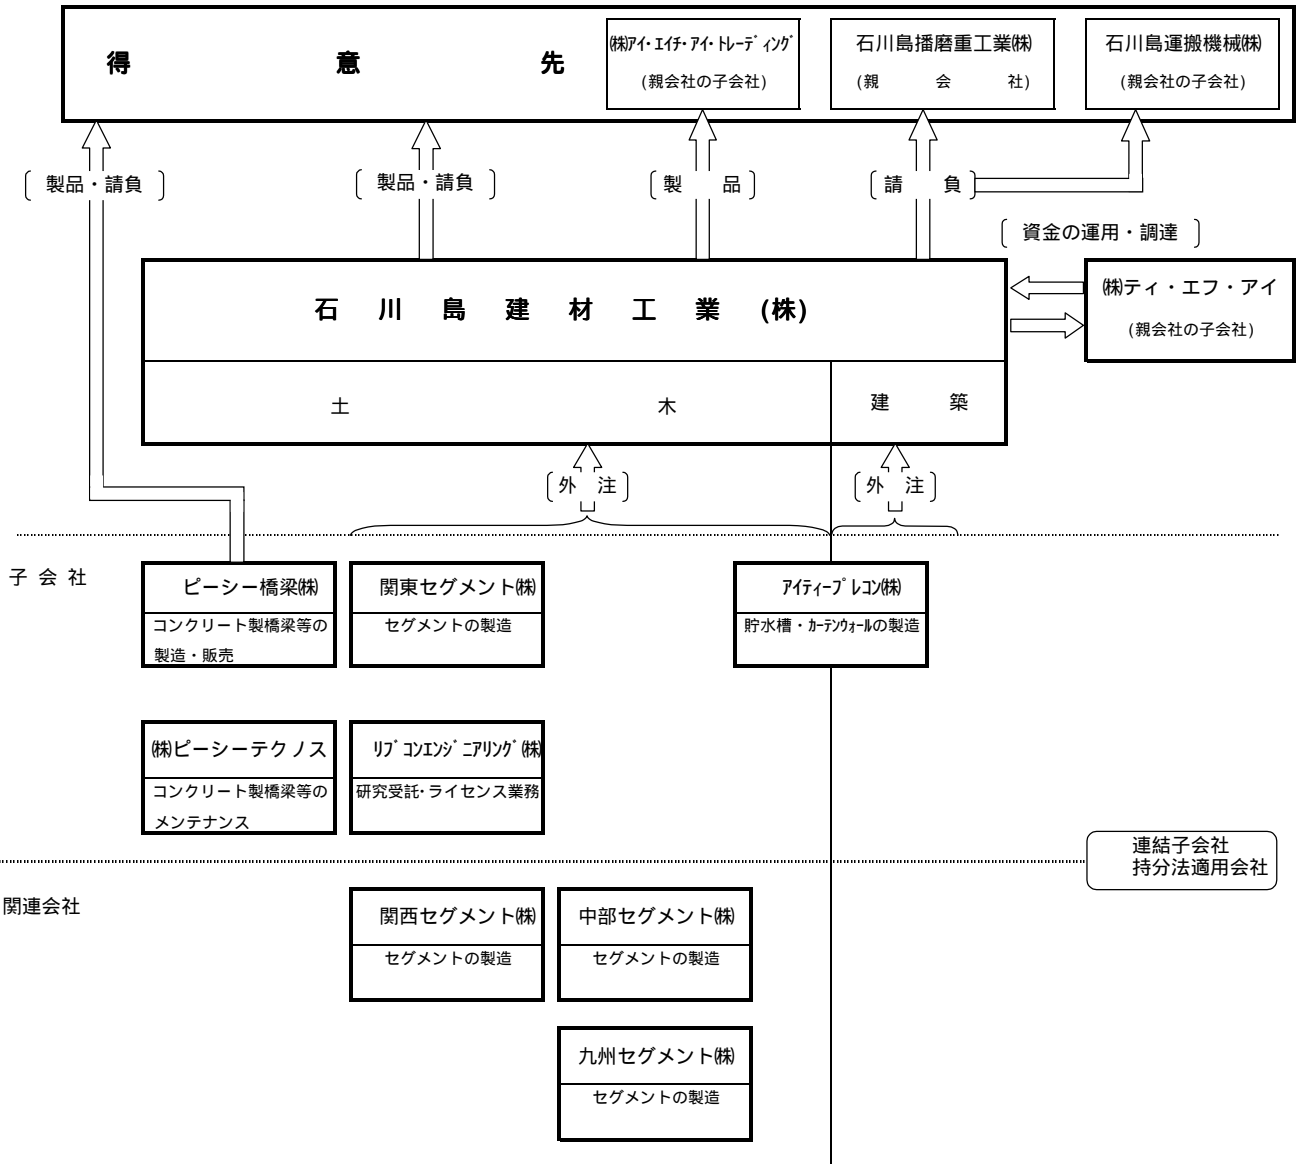 得意先
㈱アイ・エイチ・アイ・トレーディング
(親会社の子会社)
石川島播磨重工業㈱
(親会社)
石川島運搬機械㈱
(親会社の子会社)
製品・請負
製品・請負
製品
請負
資金の運用・調達
石川島建材工業(株)
㈱ティ・エフ・アイ
(親会社の子会社)
土木
建築
外注
外注
子会社
ピーシー橋梁㈱
コンクリート製橋梁等の
製造・販売
関東セグメント㈱
セグメントの製造
アイティープレコン㈱
貯水槽・カーテンウォールの製造
㈱ピーシーテクノス
コンクリート製橋梁等の
メンテナンス
リブコンエンジニアリング㈱
研究受託・ライセンス業務
連結子会社
持分法適用会社
関連会社
関西セグメント㈱
セグメントの製造
中部セグメント㈱
セグメントの製造
九州セグメント㈱
セグメントの製造